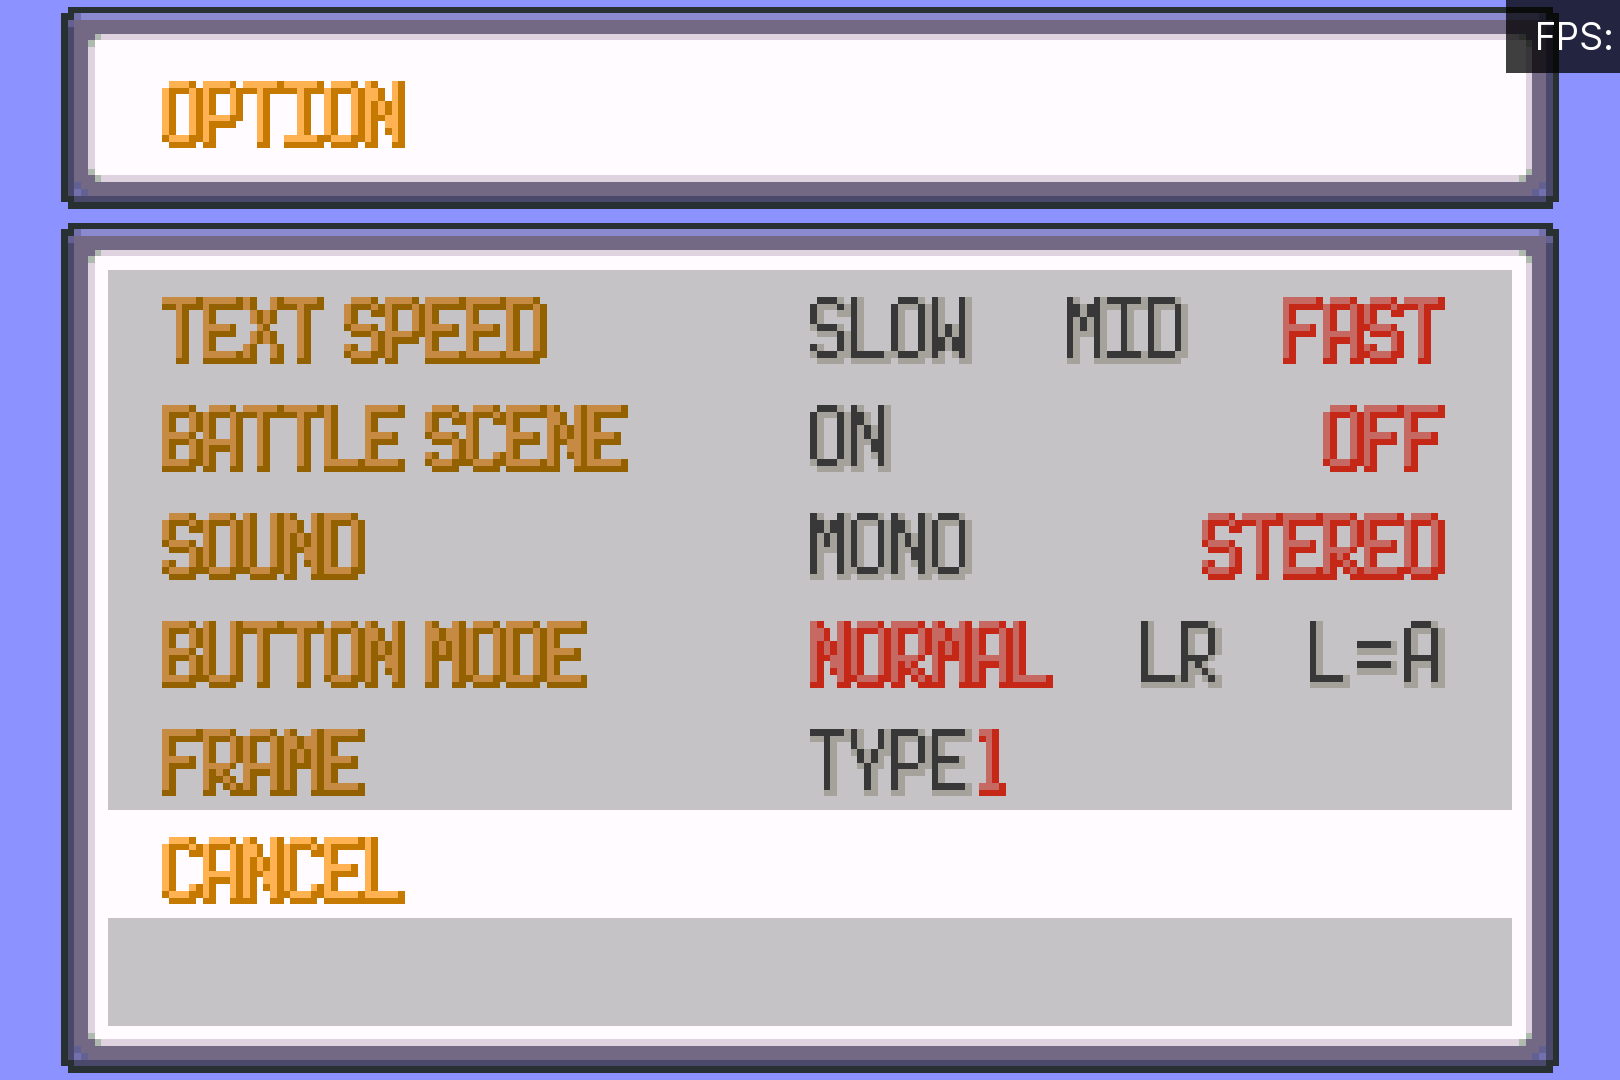 FPS:
OPTION
TEXT SPEED SLOW MID FAST
BATTLE SCENE ON OFF
SOUND MONO STEREO
BUTTON MODE NORMAL LR L=A
FRAME TYPE1
CANCEL